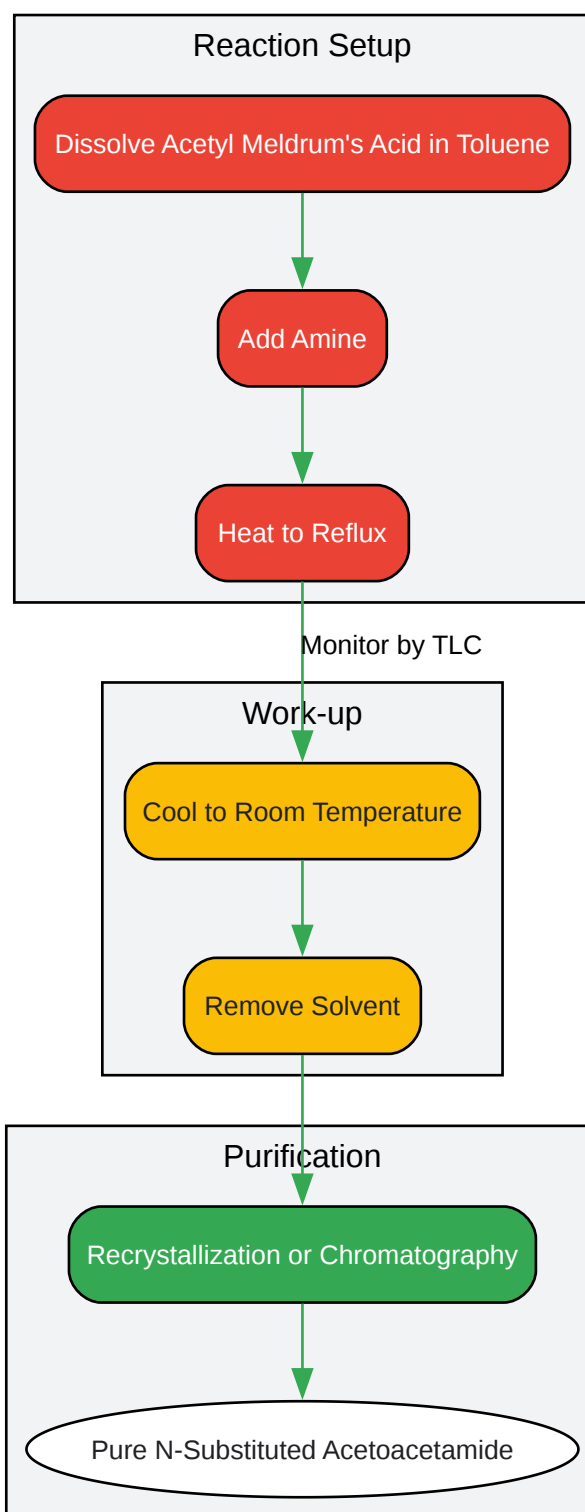 Reaction Setup
Dissolve Acetyl Meldrum's Acid in Toluene
Add Amine
Heat to Reflux
Monitor by TLC
Work-up
Cool to Room Temperature
Remove Solvent
Purification
Recrystallization or Chromatography
Pure N-Substituted Acetoacetamide